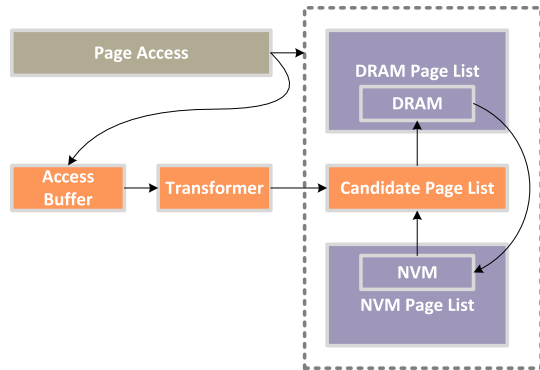 Page Access
DRAM Page List
DRAM
Access
Buffer
Transformer
Candidate Page List
NVM
NVM Page List